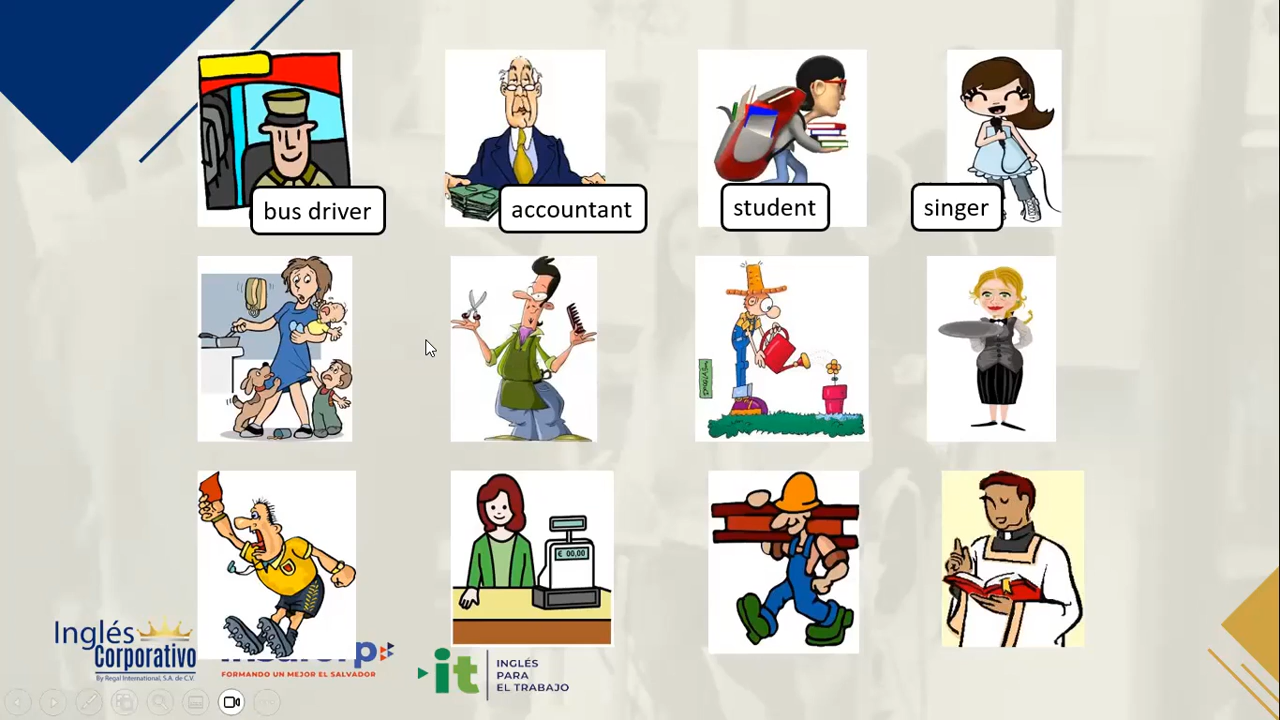 bus driver
accountant
student
singer
€ 00,00
Inglés
Corporativo
By Regal International, S.A. de C.V.
FORMANDO UN MEJOR EL SALVADOR
it
INGLÉS
PARA
EL TRABAJO